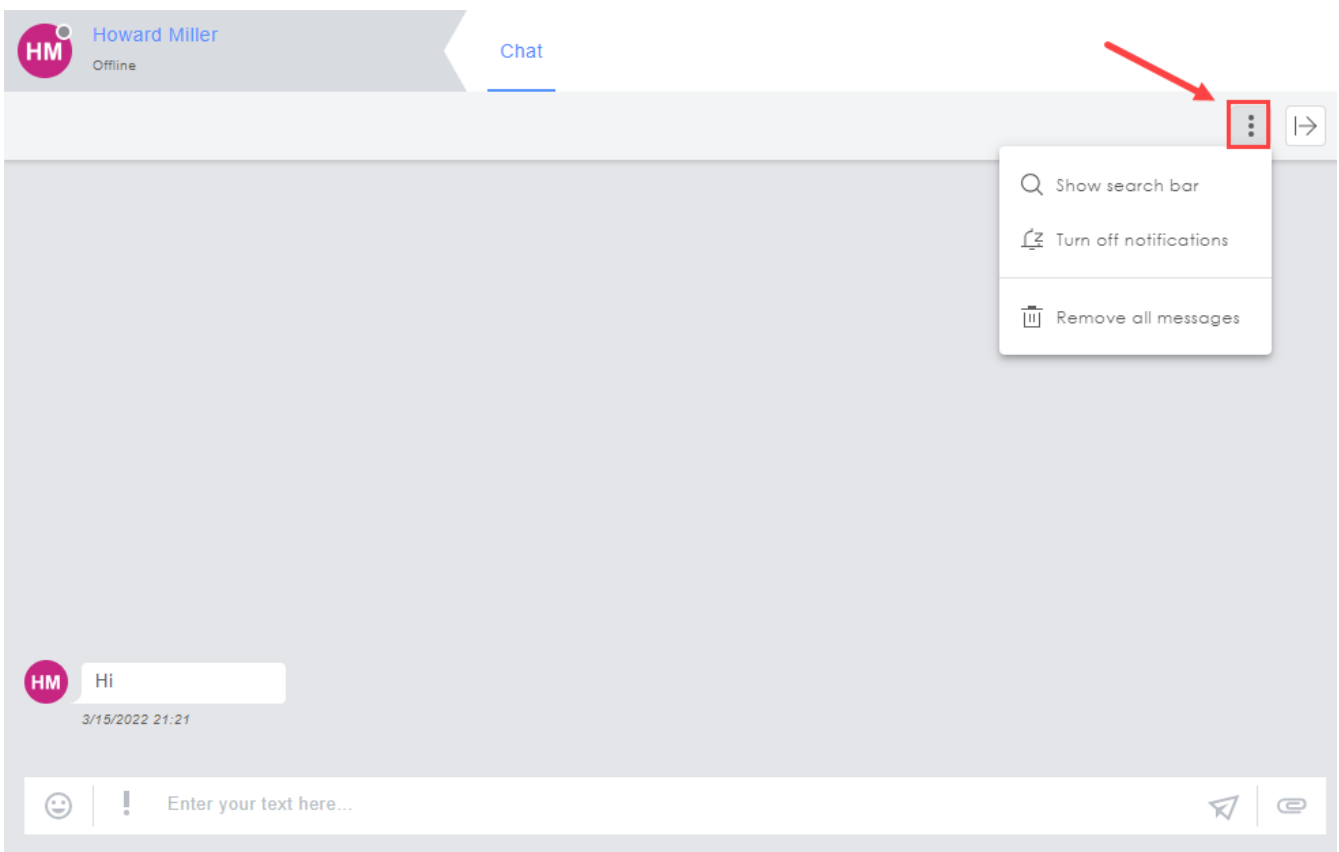 HM
Howard Miller
Offline
Chat
Show search bar
Turn off notifications
Remove all messages
HM
Hi
3/15/2022 21:21
Enter your text here...